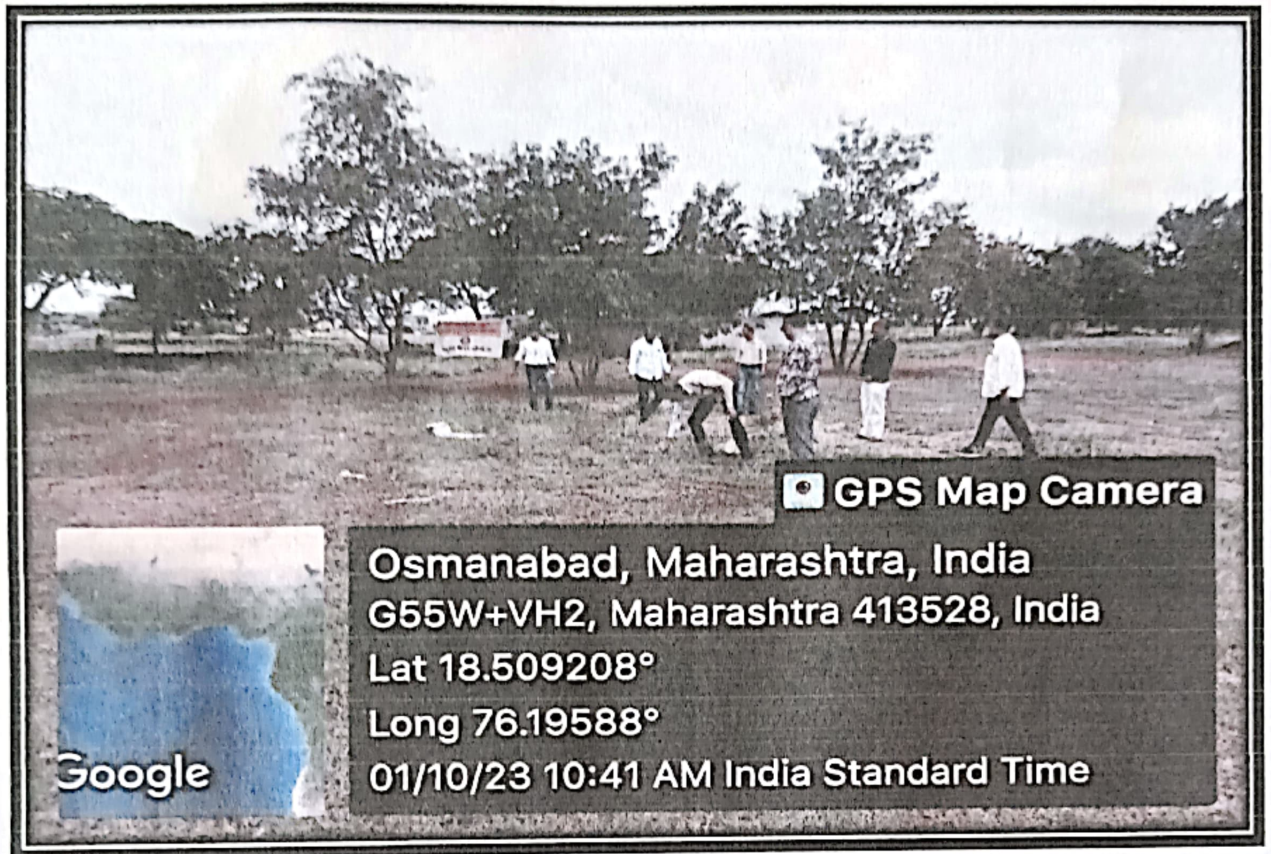 GPS Map Camera
Osmanabad, Maharashtra, India
G55W+VH2, Maharashtra 413528, India
Lat 18.509208°
Long 76.19588°
01/10/23 10:41 AM India Standard Time
Google